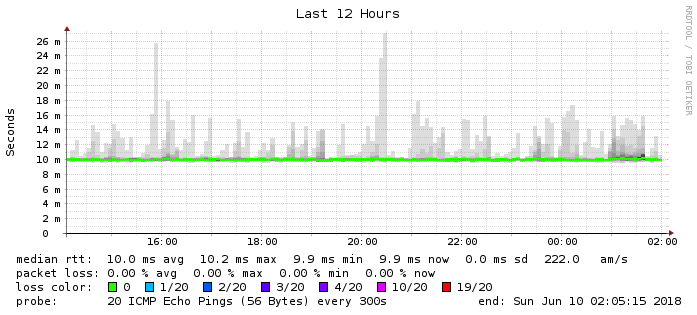 Last 12 Hours
RRDTOOL / TOBI OETIKER
Seconds
26 m
24 m
22 m
20 m
18 m
16 m
14 m
12 m
10 m
8 m
6 m
4 m
2 m
0
16:00 18:00 20:00 22:00 00:00 02:00
median rtt: 10.0 ms avg 10.2 ms max 9.9 ms min 9.9 ms now 0.0 ms sd 222.0 am/s
packet loss: 0.00 % avg 0.00 % max 0.00 % min 0.00 % now
loss color: 0 1/20 2/20 3/20 4/20 10/20 19/20
probe: 20 ICMP Echo Pings (56 Bytes) every 300s end: Sun Jun 10 02:05:15 2018